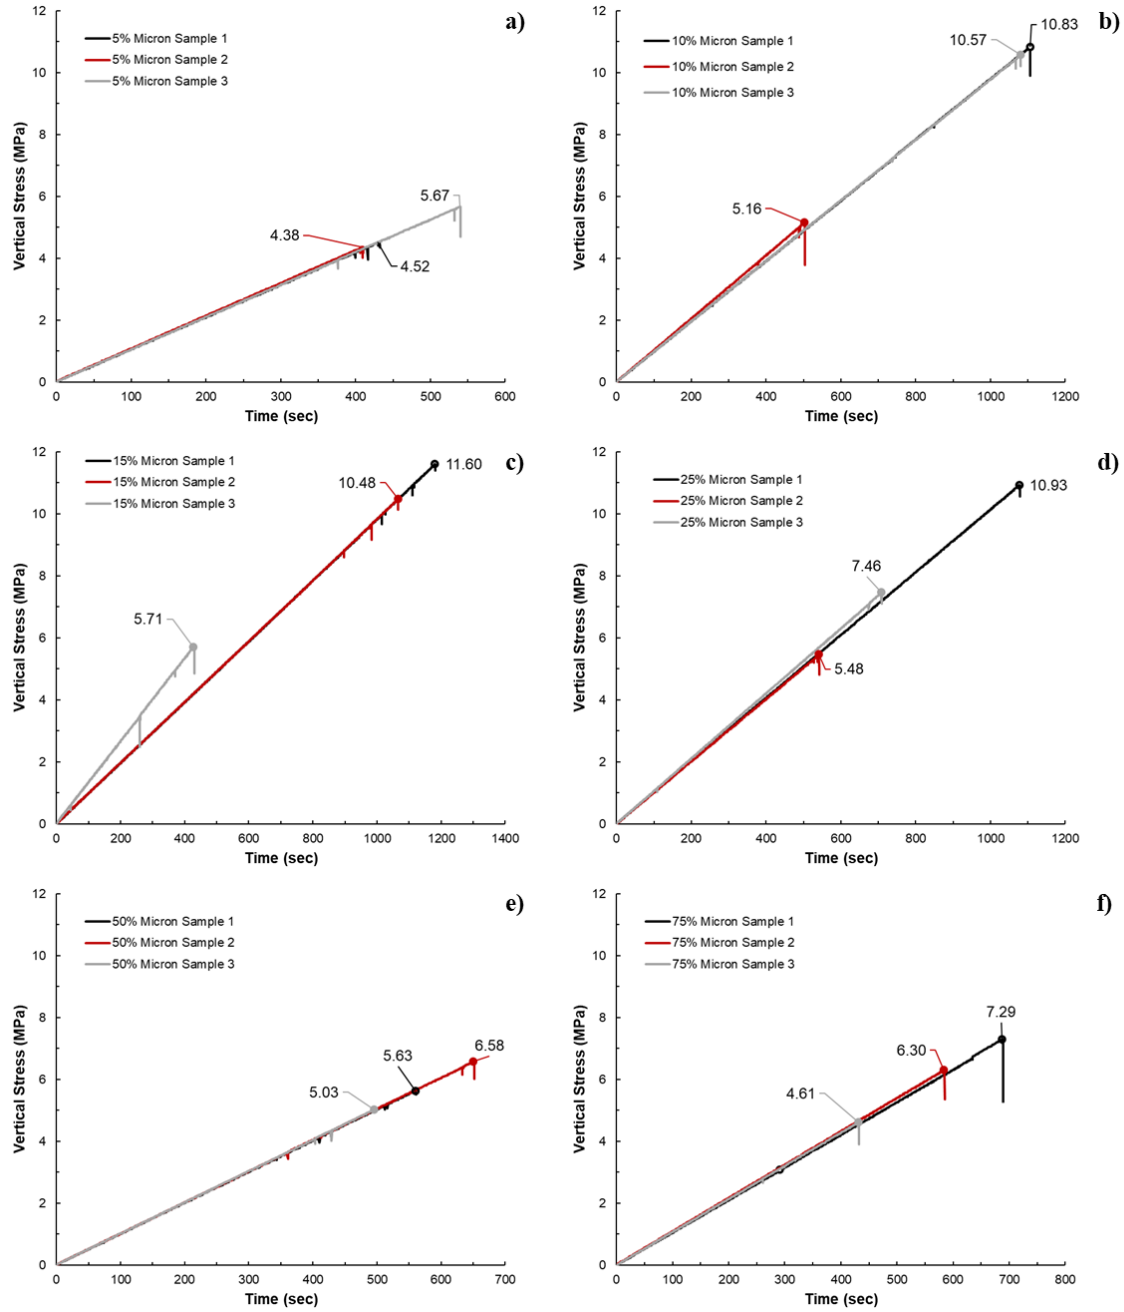 a)
5% Micron Sample 1
5% Micron Sample 2
5% Micron Sample 3
12
10
8
6
4
2
0
Vertical Stress (MPa)
5.67
4.38
4.52
0 100 200 300 400 500 600
Time (sec)
b)
10% Micron Sample 1
10% Micron Sample 2
10% Micron Sample 3
12
10
8
6
4
2
0
Vertical Stress (MPa)
10.83
10.57
5.16
0 200 400 600 800 1000 1200
Time (sec)
c)
15% Micron Sample 1
15% Micron Sample 2
15% Micron Sample 3
12
10
8
6
4
2
0
Vertical Stress (MPa)
11.60
10.48
5.71
0 200 400 600 800 1000 1200 1400
Time (sec)
d)
25% Micron Sample 1
25% Micron Sample 2
25% Micron Sample 3
12
10
8
6
4
2
0
Vertical Stress (MPa)
10.93
7.46
5.48
0 200 400 600 800 1000 1200
Time (sec)
e)
50% Micron Sample 1
50% Micron Sample 2
50% Micron Sample 3
12
10
8
6
4
2
0
Vertical Stress (MPa)
6.58
5.63
5.03
0 100 200 300 400 500 600 700
Time (sec)
f)
75% Micron Sample 1
75% Micron Sample 2
75% Micron Sample 3
12
10
8
6
4
2
0
Vertical Stress (MPa)
7.29
6.30
4.61
0 100 200 300 400 500 600 700 800
Time (sec)